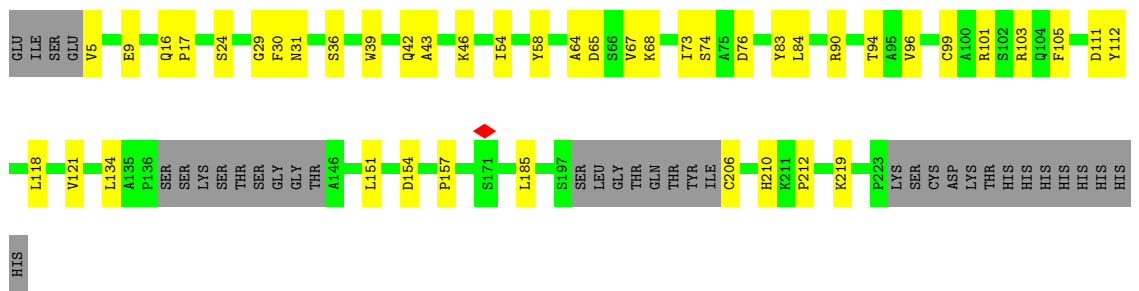 GLU ILE SER GLU V5 E9 Q16 P17 S24 G29 F30 N31 S36 W39 Q42 A43 K46 I54 Y58 A64 D65 S66 V67 K68 I73 S74 A75 D76 Y83 L84 R90 T94 A95 V96 C99 A100 R101 S102 R103 Q104 F105 D111 Y112
L118 V121 L134 A135 P136 SER SER LYS SER THR SER GLY GLY THR A146 L151 D154 P157 S171 L185 S197 SER LEU GLY THR GLN THR TYR ILE C206 H210 K211 P212 K219 P223 LYS SER CYS ASP LYS THR HIS HIS HIS HIS HIS HIS HIS
HIS